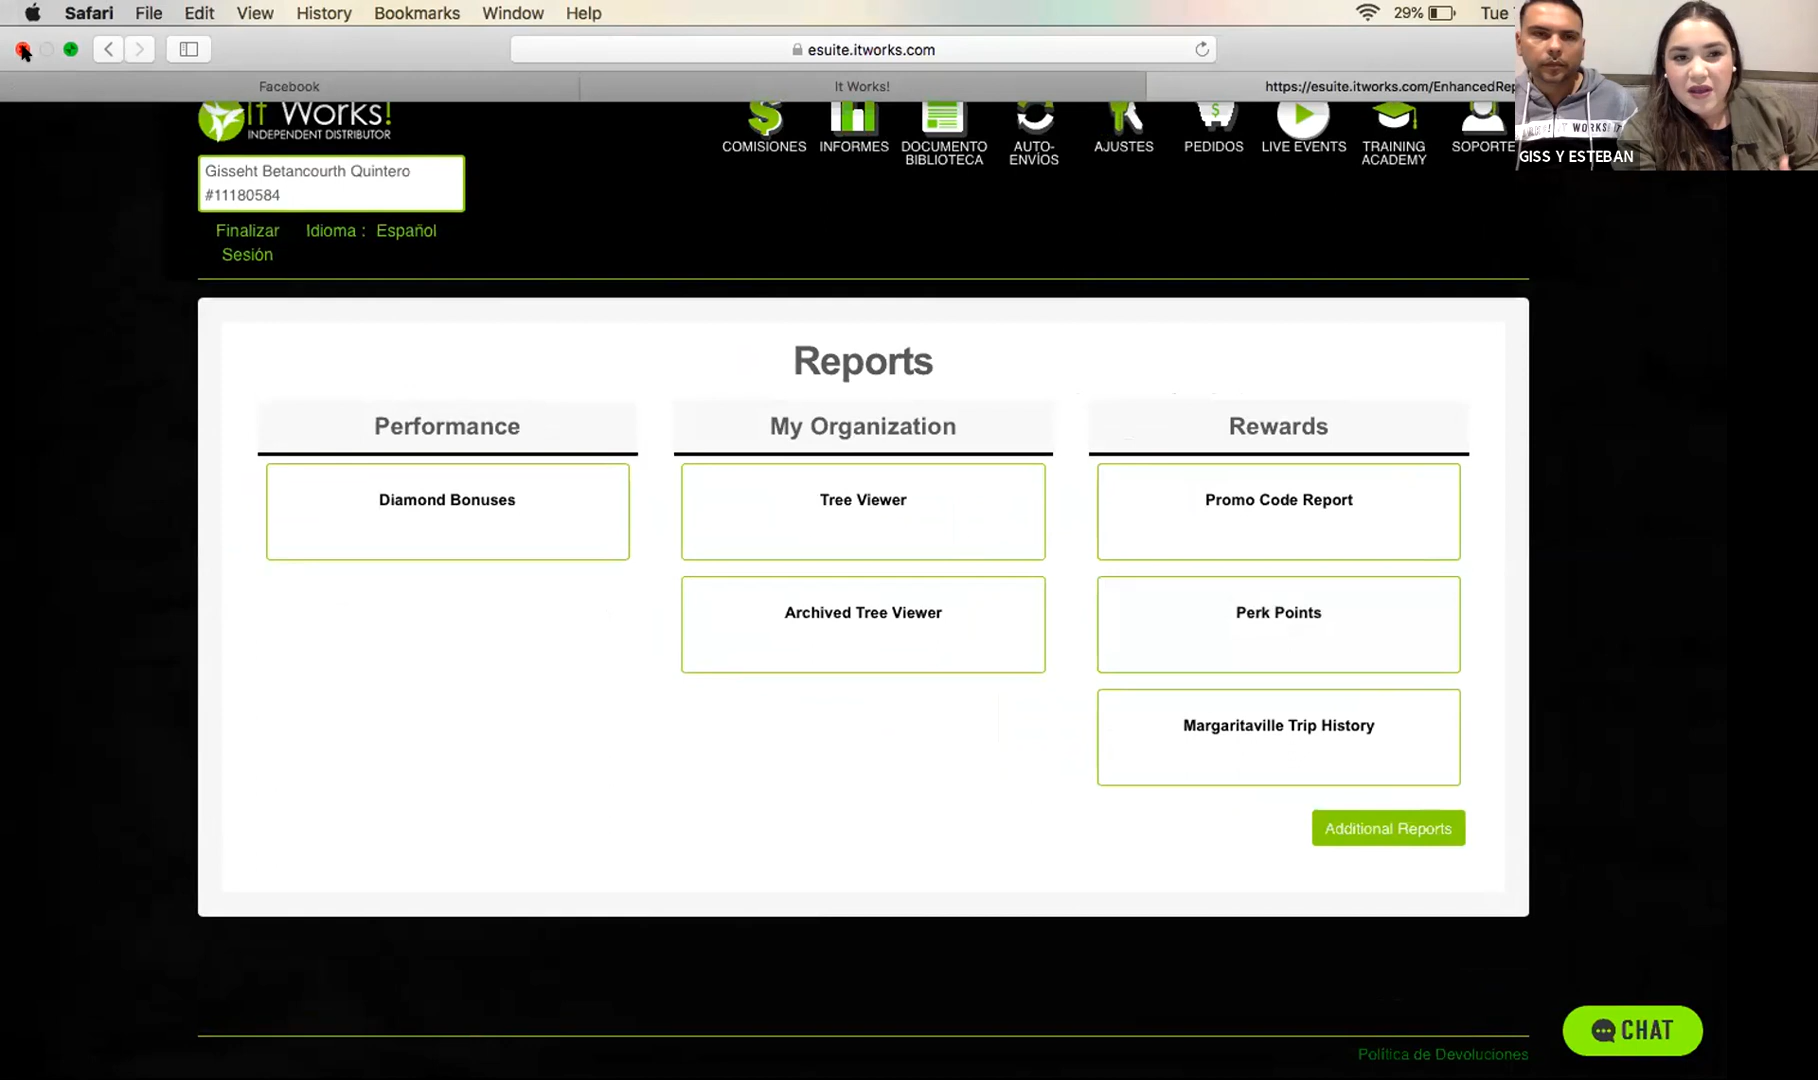 Safari File Edit View History Bookmarks Window Help 29% Tue
esuite.itworks.com
Facebook It Works! https://esuite.itworks.com/EnhancedRep
It Works!
INDEPENDENT DISTRIBUTOR
COMISIONES INFORMES DOCUMENTO BIBLIOTECA AUTO-ENVÍOS AJUSTES PEDIDOS LIVE EVENTS TRAINING ACADEMY SOPORTE
GISS Y ESTEBAN
Gisseht Betancourth Quintero
#11180584
Finalizar Sesión
Idioma : Español
Reports
Performance My Organization Rewards
Diamond Bonuses Tree Viewer Promo Code Report
Archived Tree Viewer Perk Points
Margaritaville Trip History
Additional Reports
CHAT
Política de Devoluciones